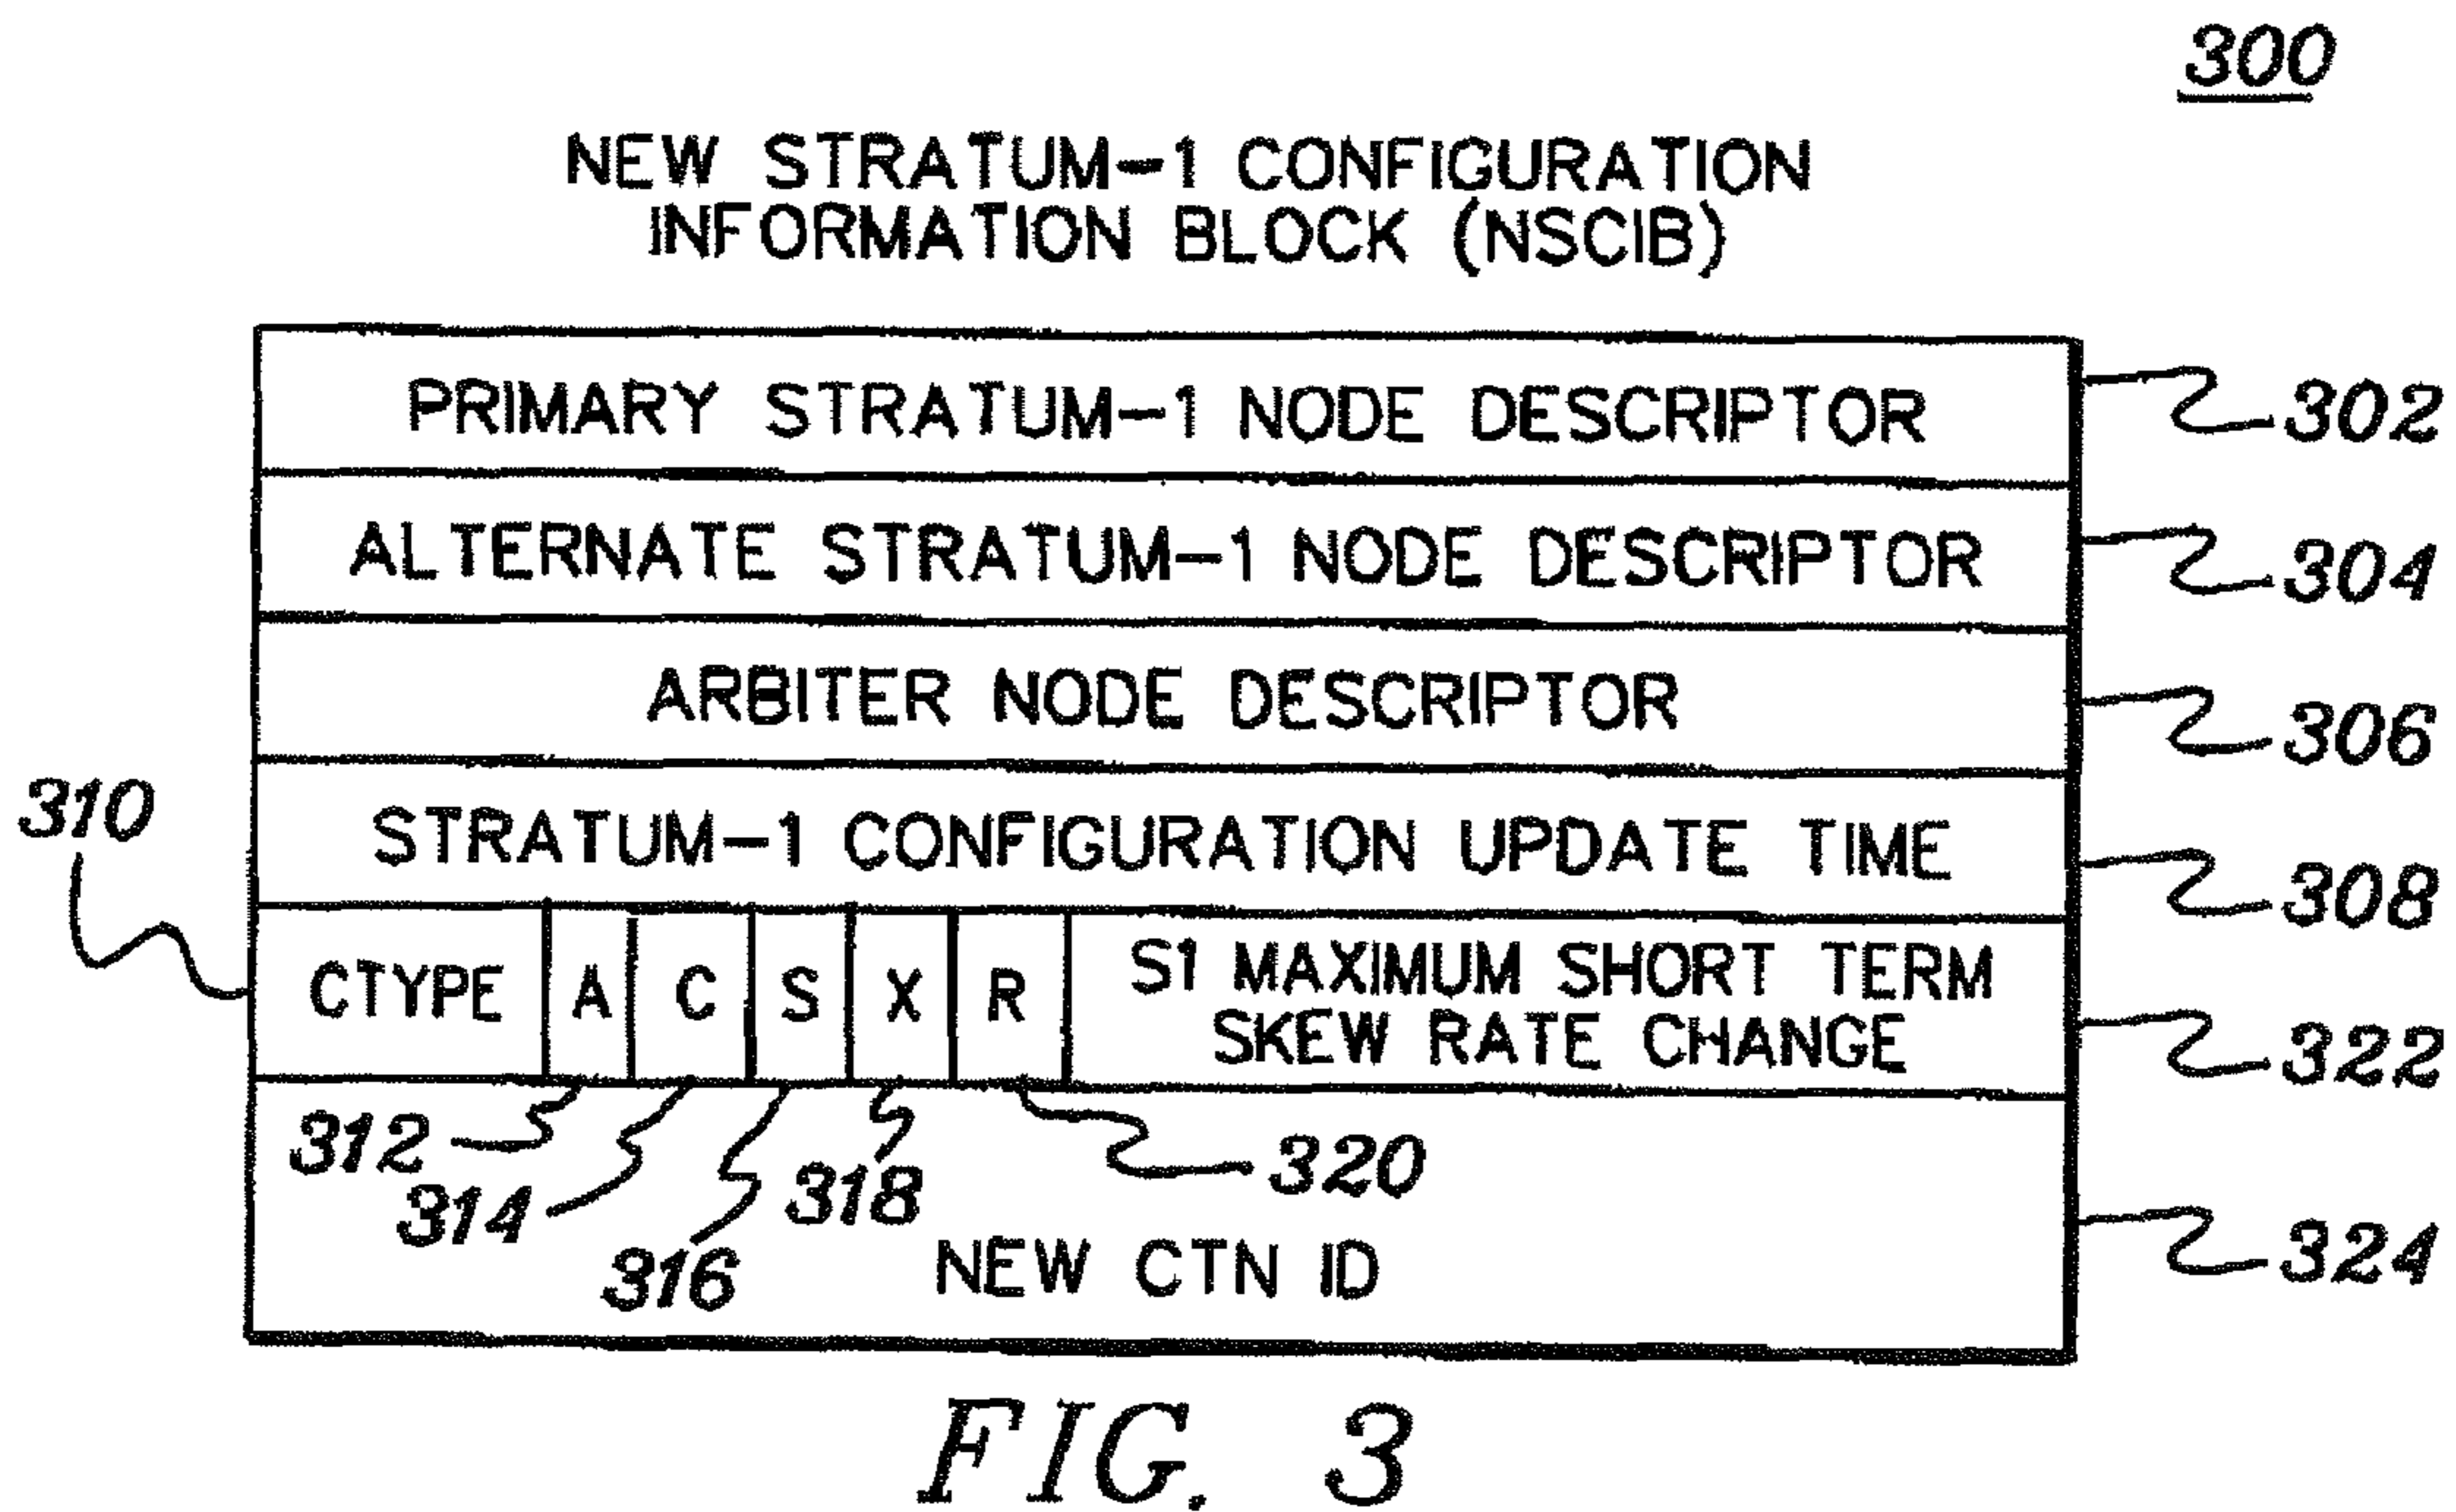 300
NEW STRATUM-1 CONFIGURATION
INFORMATION BLOCK (NSCIB)
PRIMARY STRATUM-1 NODE DESCRIPTOR
302
ALTERNATE STRATUM-1 NODE DESCRIPTOR
304
ARBITER NODE DESCRIPTOR
306
310
STRATUM-1 CONFIGURATION UPDATE TIME
308
CTYPE A C S X R
S1 MAXIMUM SHORT TERM
SKEW RATE CHANGE
322
312
314
316
318
320
NEW CTN ID
324
FIG. 3